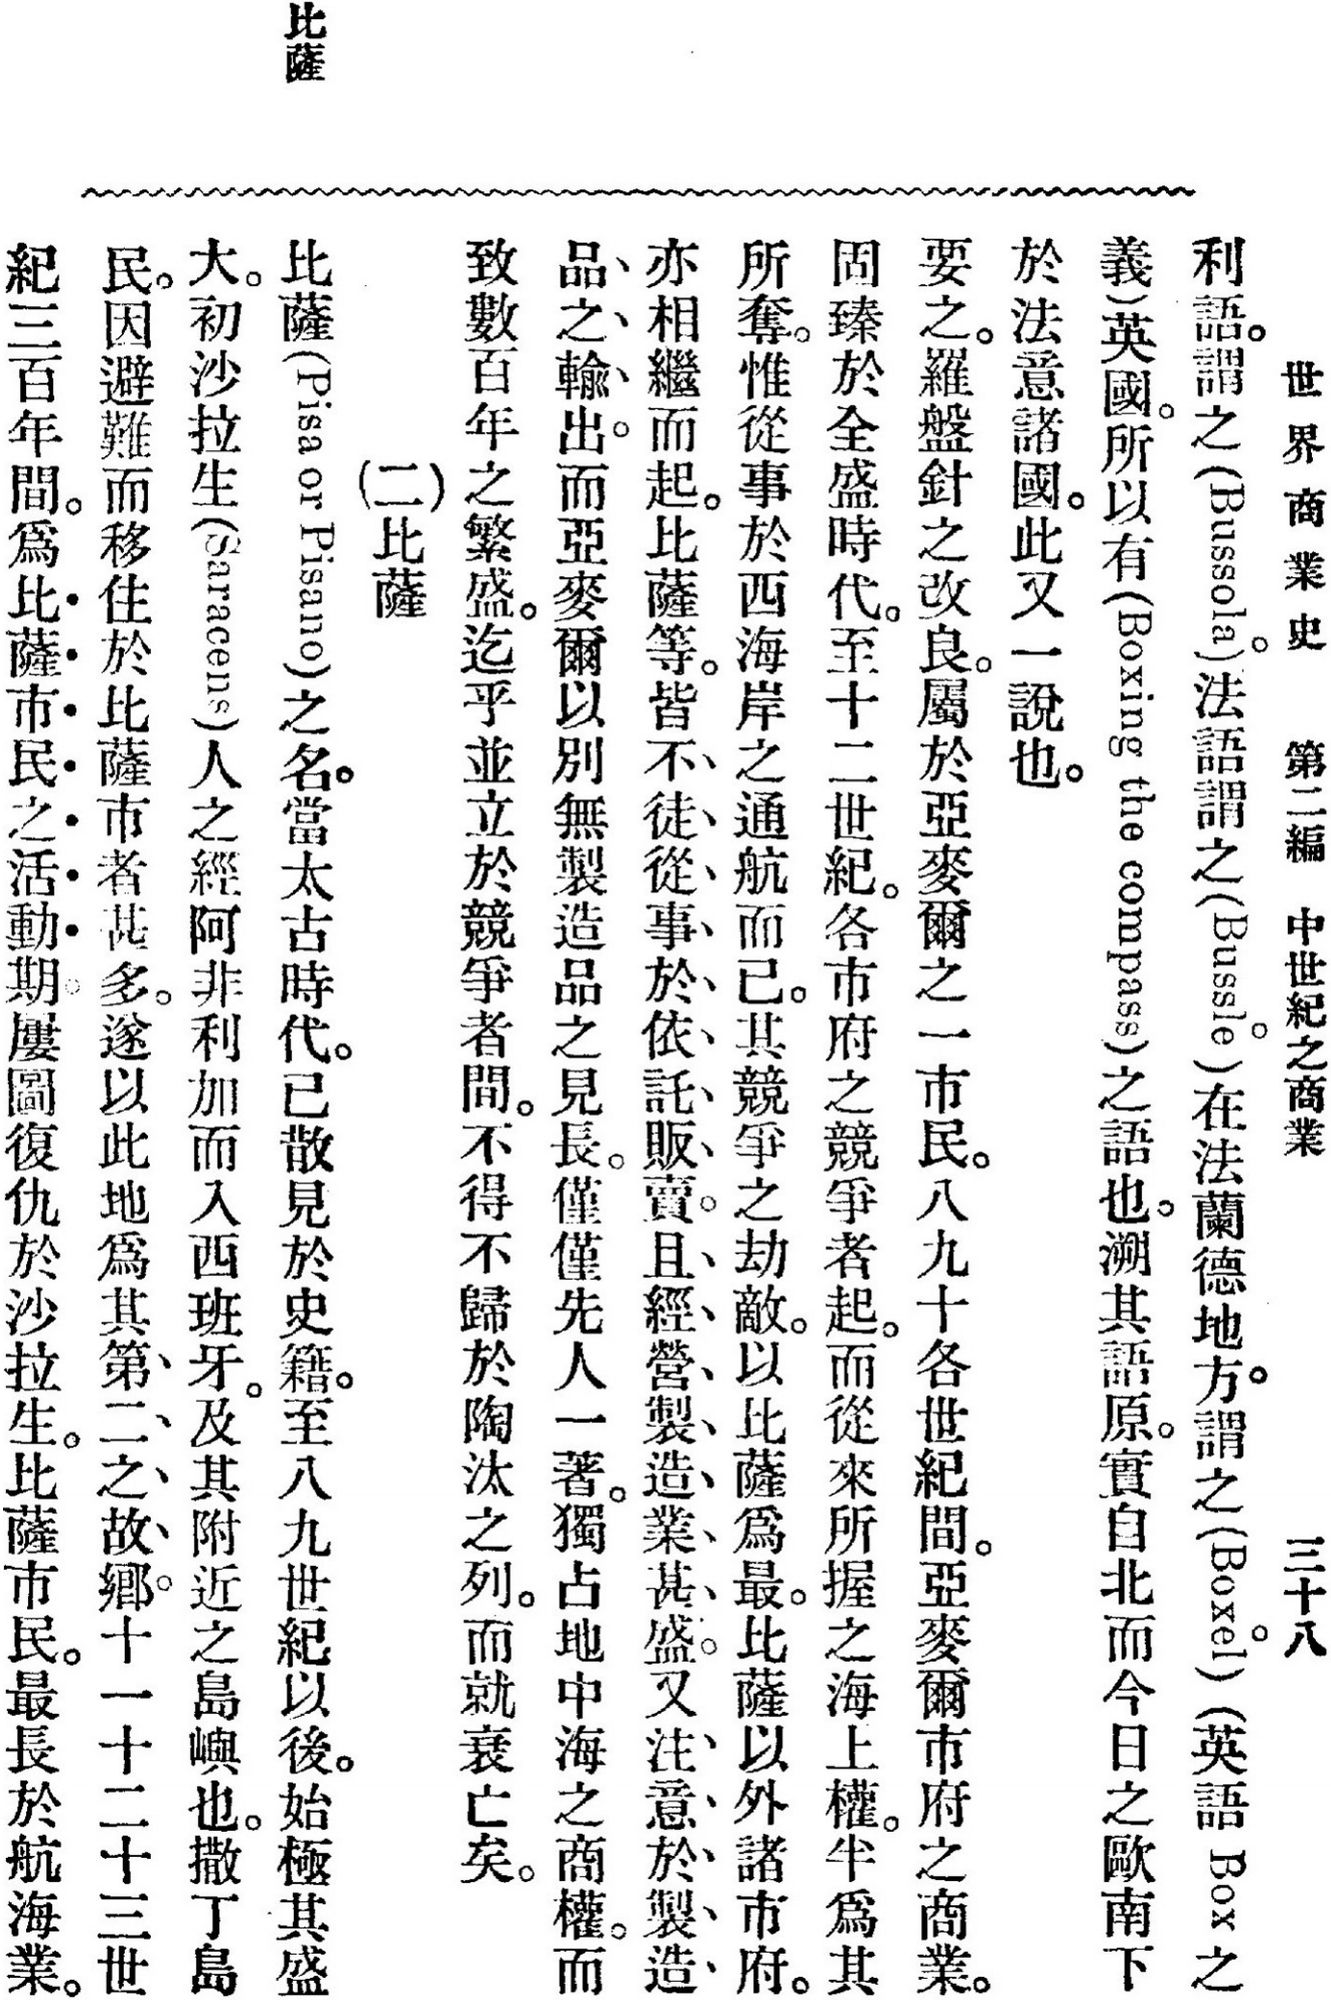 世界商業史　第二編　中世紀之商業　三十八
利語。謂之(Bussola)。法語謂之(Bussle)。在法蘭德地方。謂之(Boxel)。(英語 Box 之
義)英國。所以有(Boxing the compass)之語也。溯其語原。實自北而今日之歐南下
於法意諸國。此又一說也。
要之。羅盤針之改良。屬於亞麥爾之一市民。八九十各世紀間。亞麥爾市府之商業。
固臻於全盛時代。至十二世紀。各市府之競爭者起。而從來所握之海上權。半爲其
所奪。惟從事於西海岸之通航而已。其競爭之劫敵。以比薩爲最。比薩以外諸市府。
亦相繼而起。比薩等。皆不徒從事於依託販賣。且經營製造業甚盛。又注意於製造
品之輸出。而亞麥爾以別無製造品之見長。僅僅先人一著。獨占地中海之商權。而
致數百年之繁盛。迄乎並立於競爭者間。不得不歸於陶汰之列。而就衰亡矣。
(二)比薩
比薩
比薩(Pisa or Pisano)之名。當太古時代。已散見於史籍。至八九世紀以後。始極其盛
大。初沙拉生(Saracens)人之經阿非利加而入西班牙。及其附近之島嶼也。撒丁島
民。因避難而移住於比薩市者甚多。遂以此地爲其第二之故鄉。十一十二十三世
紀三百年間。爲比薩市民之活動期。屢圖復仇於沙拉生。比薩市民。最長於航海業。